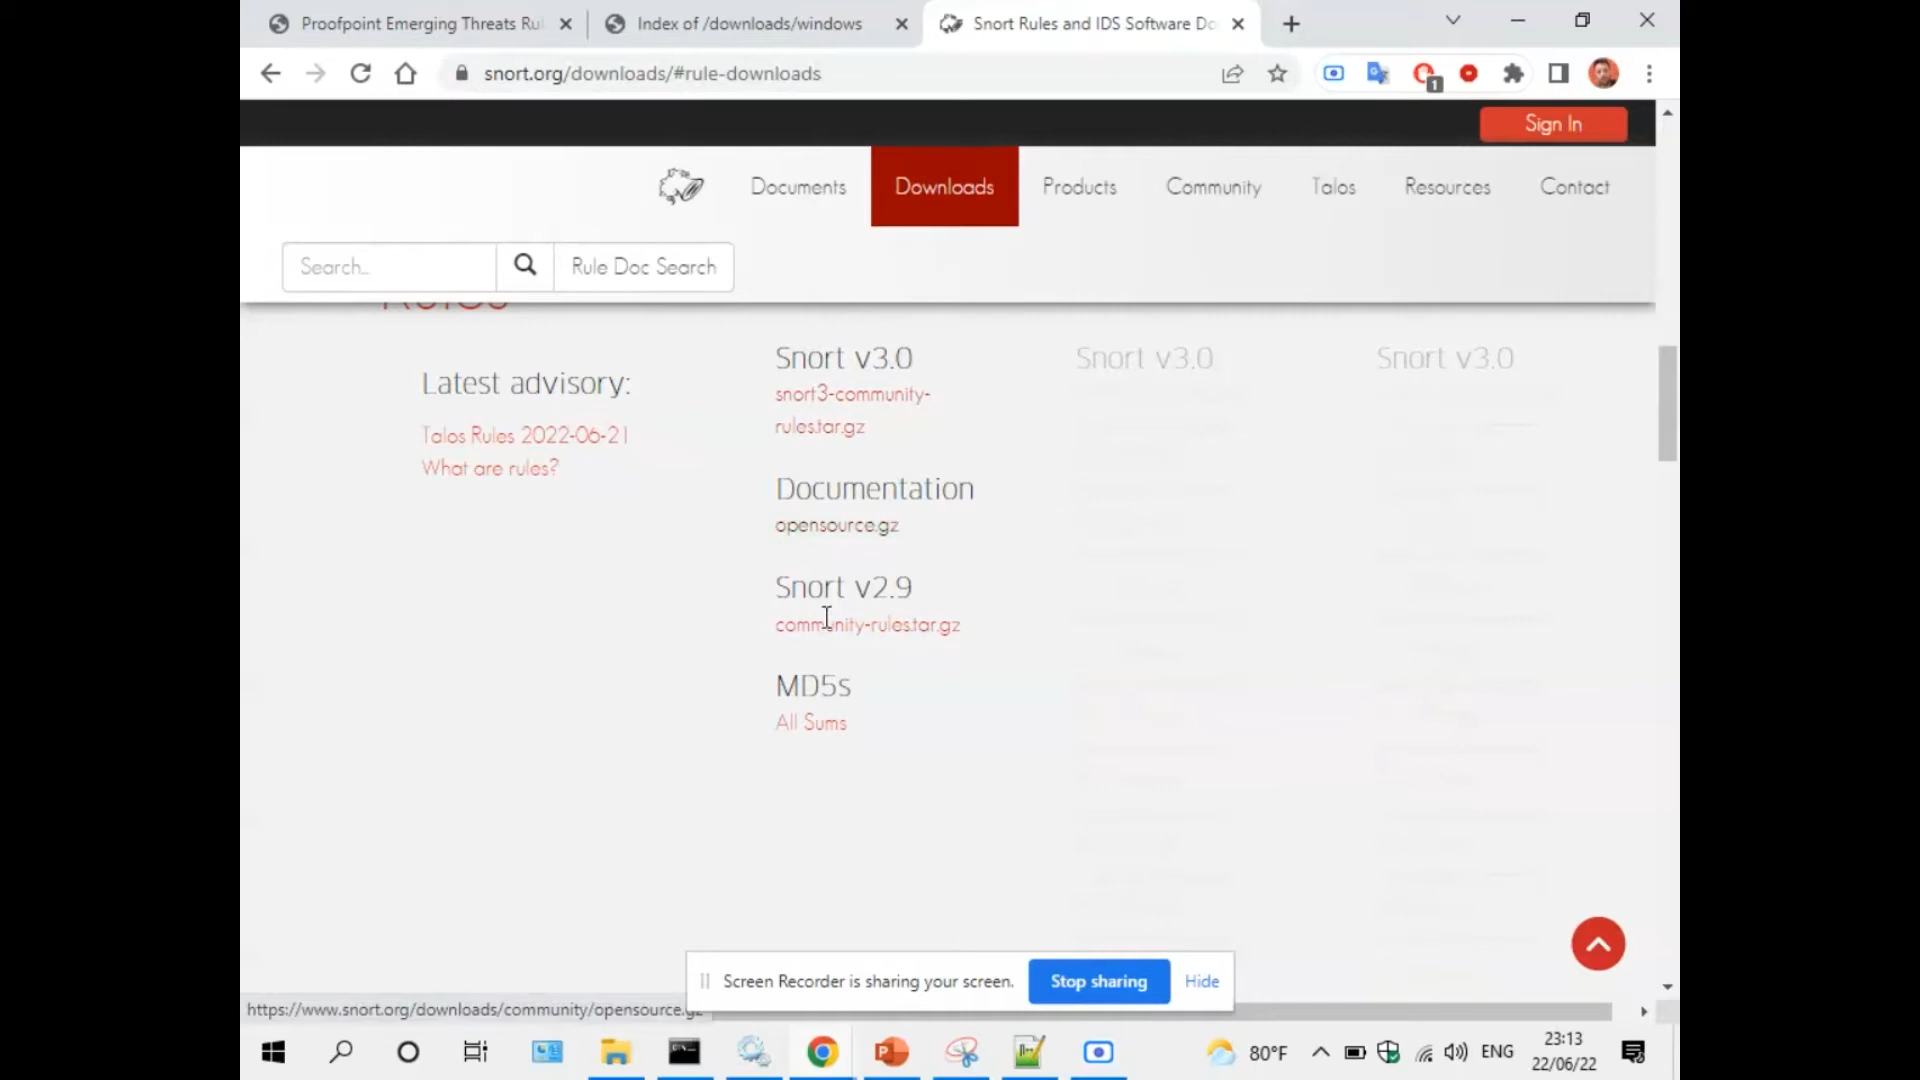 Proofpoint Emerging Threats Ru
Index of /downloads/windows
Snort Rules and IDS Software Do
snort.org/downloads/#rule-downloads
1
Sign In
Documents
Downloads
Products
Community
Talos
Resources
Contact
Search...
Rule Doc Search
Rules
Latest advisory:
Talos Rules 2022-06-21
What are rules?
Snort v3.0
snort3-community-
rules.tar.gz
Documentation
opensource.gz
Snort v2.9
community-rules.tar.gz
MD5s
All Sums
Snort v3.0
Snort v3.0
Screen Recorder is sharing your screen.
Stop sharing
Hide
https://www.snort.org/downloads/community/opensource.gz
80°F
ENG
23:13
22/06/22